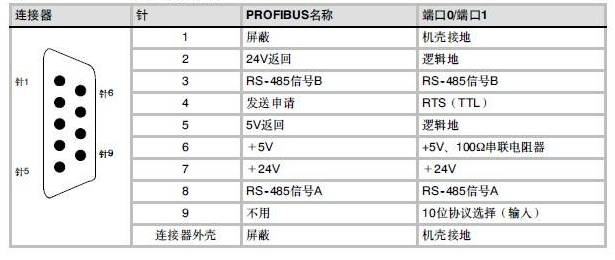 连接器 针 PROFIBUS名称 端口0/端口1
1 屏蔽 机壳接地
2 24V返回 逻辑地
针1 3 RS-485信号B RS-485信号B
针6 4 发送申请 RTS（TTL）
5 5V返回 逻辑地
6 +5V +5V、100Ω串联电阻器
针9
针5 7 +24V +24V
8 RS-485信号A RS-485信号A
9 不用 10位协议选择（输入）
连接器外壳 屏蔽 机壳接地